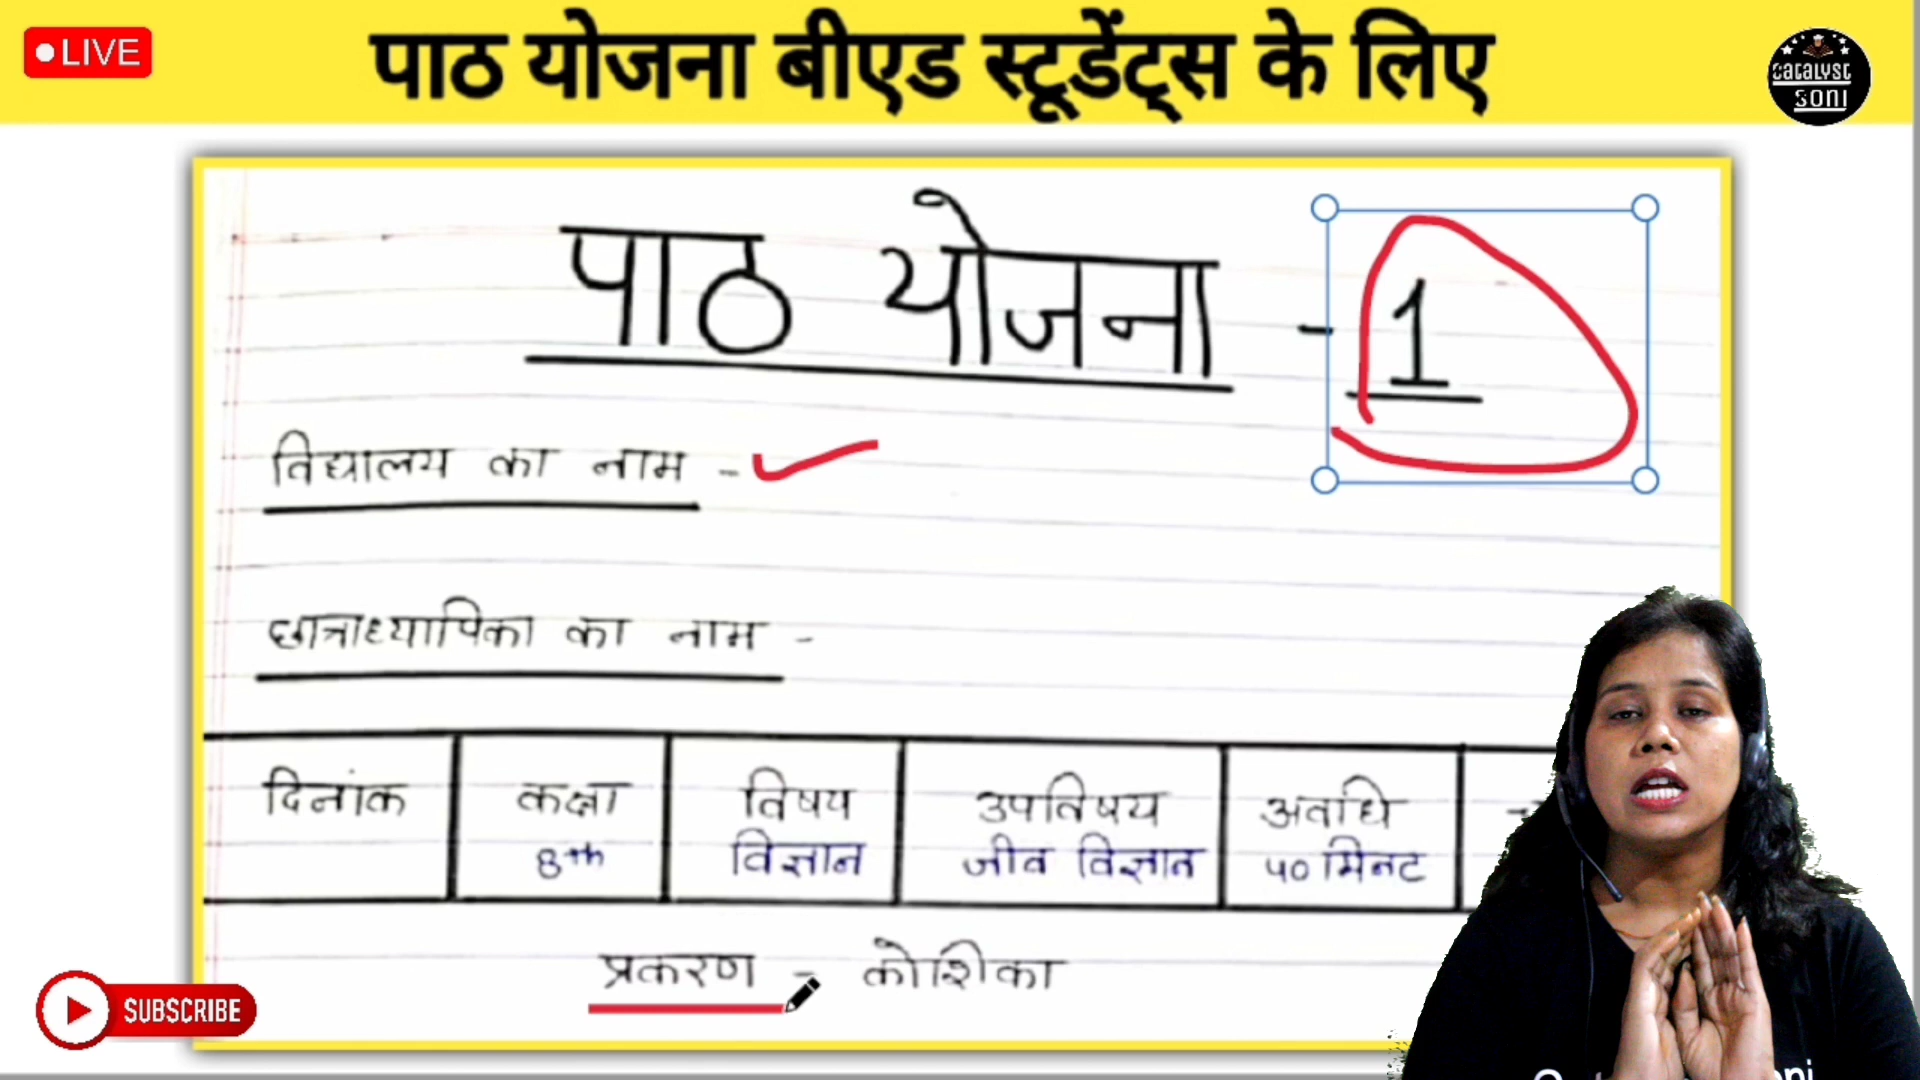 LIVE
पाठ योजना बीएड स्टूडेंट्स के लिए
CATALYST
SONI
पाठ योजना - 1
विद्यालय का नाम -
छात्राध्यापिका का नाम -
दिनांक कक्षा विषय उपविषय अवधि
8th विज्ञान जीव विज्ञान 40 मिनट
प्रकरण - कोशिका
SUBSCRIBE